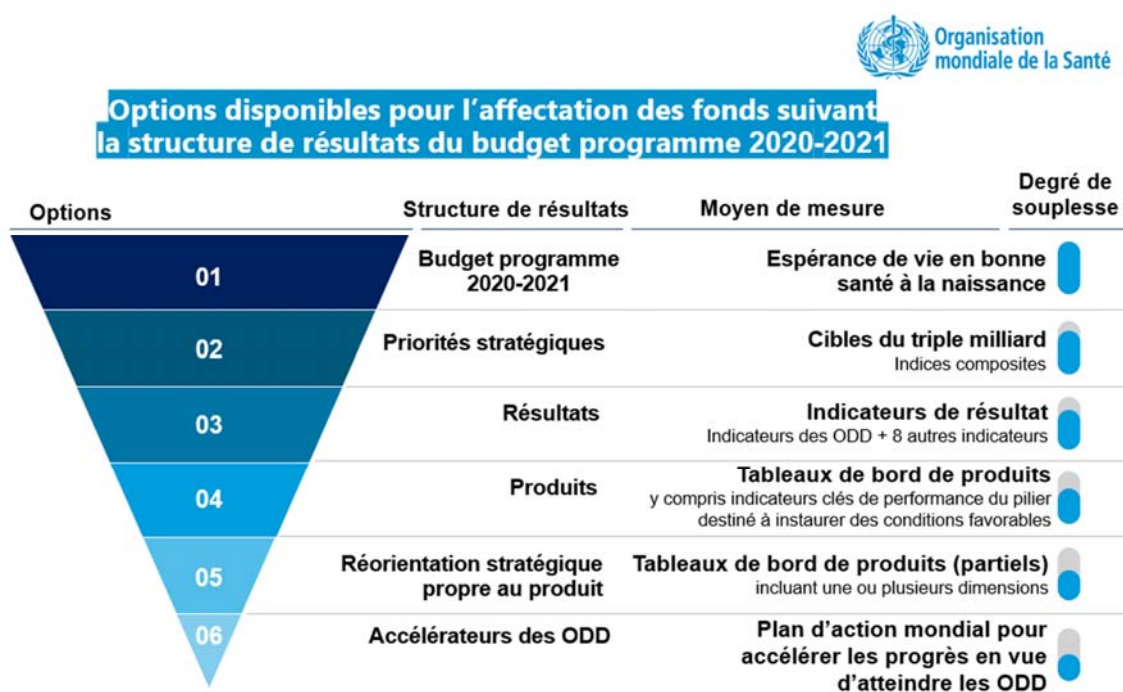 Organisation
mondiale de la Santé
Options disponibles pour l’affectation des fonds suivant
la structure de résultats du budget programme 2020-2021
Options
Structure de résultats
Moyen de mesure
Degré de
souplesse
01
Budget programme
2020-2021
Espérance de vie en bonne
santé à la naissance
02
Priorités stratégiques
Cibles du triple milliard
Indices composites
03
Résultats
Indicateurs de résultat
Indicateurs des ODD + 8 autres indicateurs
04
Produits
Tableaux de bord de produits
y compris indicateurs clés de performance du pilier
destiné à instaurer des conditions favorables
05
Réorientation stratégique
propre au produit
Tableaux de bord de produits (partiels)
incluant une ou plusieurs dimensions
06
Accélérateurs des ODD
Plan d’action mondial pour
accélérer les progrès en vue
d’atteindre les ODD